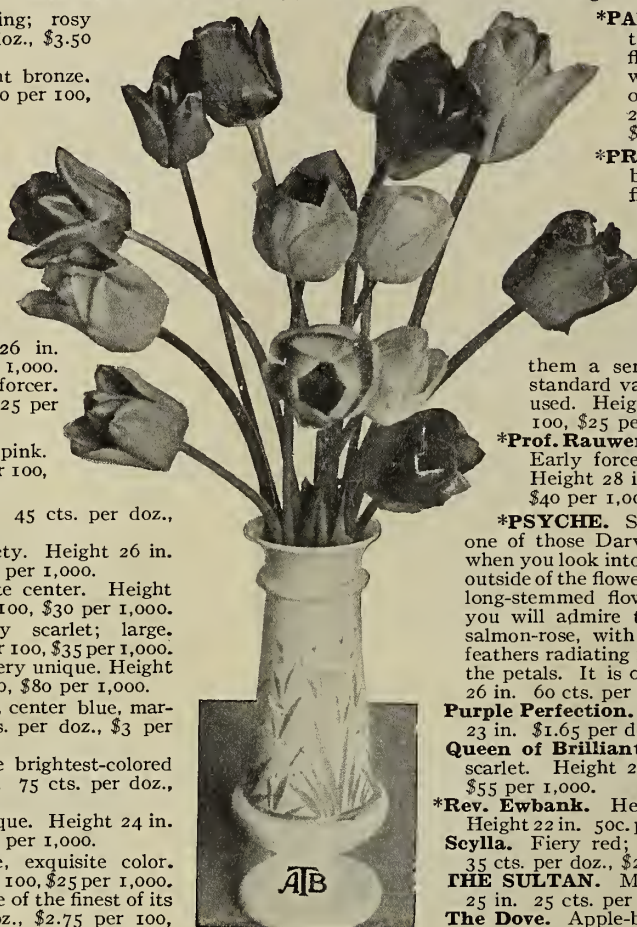 ing; rosy
doz., $3.50
nt bronze.
o per 100,
26 in.
1,000.
forcer.
25 per
pink.
r 100,
45 cts. per doz.,
ety. Height 26 in.
per 1,000.
te center. Height
100, $30 per 1,000.
y scarlet; large.
r 100, $35 per 1,000.
ery unique. Height
o, $80 per 1,000.
, center blue, mar-
s. per doz., $3 per
e brightest-colored
75 cts. per doz.,
que. Height 24 in.
per 1,000.
e, exquisite color.
100, $25 per 1,000.
e of the finest of its
oz., $2.75 per 100,
ATB
*PA
t
fl
w
o
2
$
*PR
b
f
them a ser
standard va
used. Heig
100, $25 pe
*Prof. Rauwer
Early force
Height 28 i
$40 per 1,00
*PSYCHE. S
one of those Darv
when you look into
outside of the flowe
long-stemmed flow
you will admire t
salmon-rose, with
feathers radiating
the petals. It is o
26 in. 60 cts. per
Purple Perfection.
23 in. $1.65 per d
Queen of Brilliant
scarlet. Height 2
$55 per 1,000.
*Rev. Ewbank. He
Height 22 in. 50c. p
Scylla. Fiery red;
35 cts. per doz., $2
THE SULTAN. M
25 in. 25 cts. per
The Dove. Apple-b